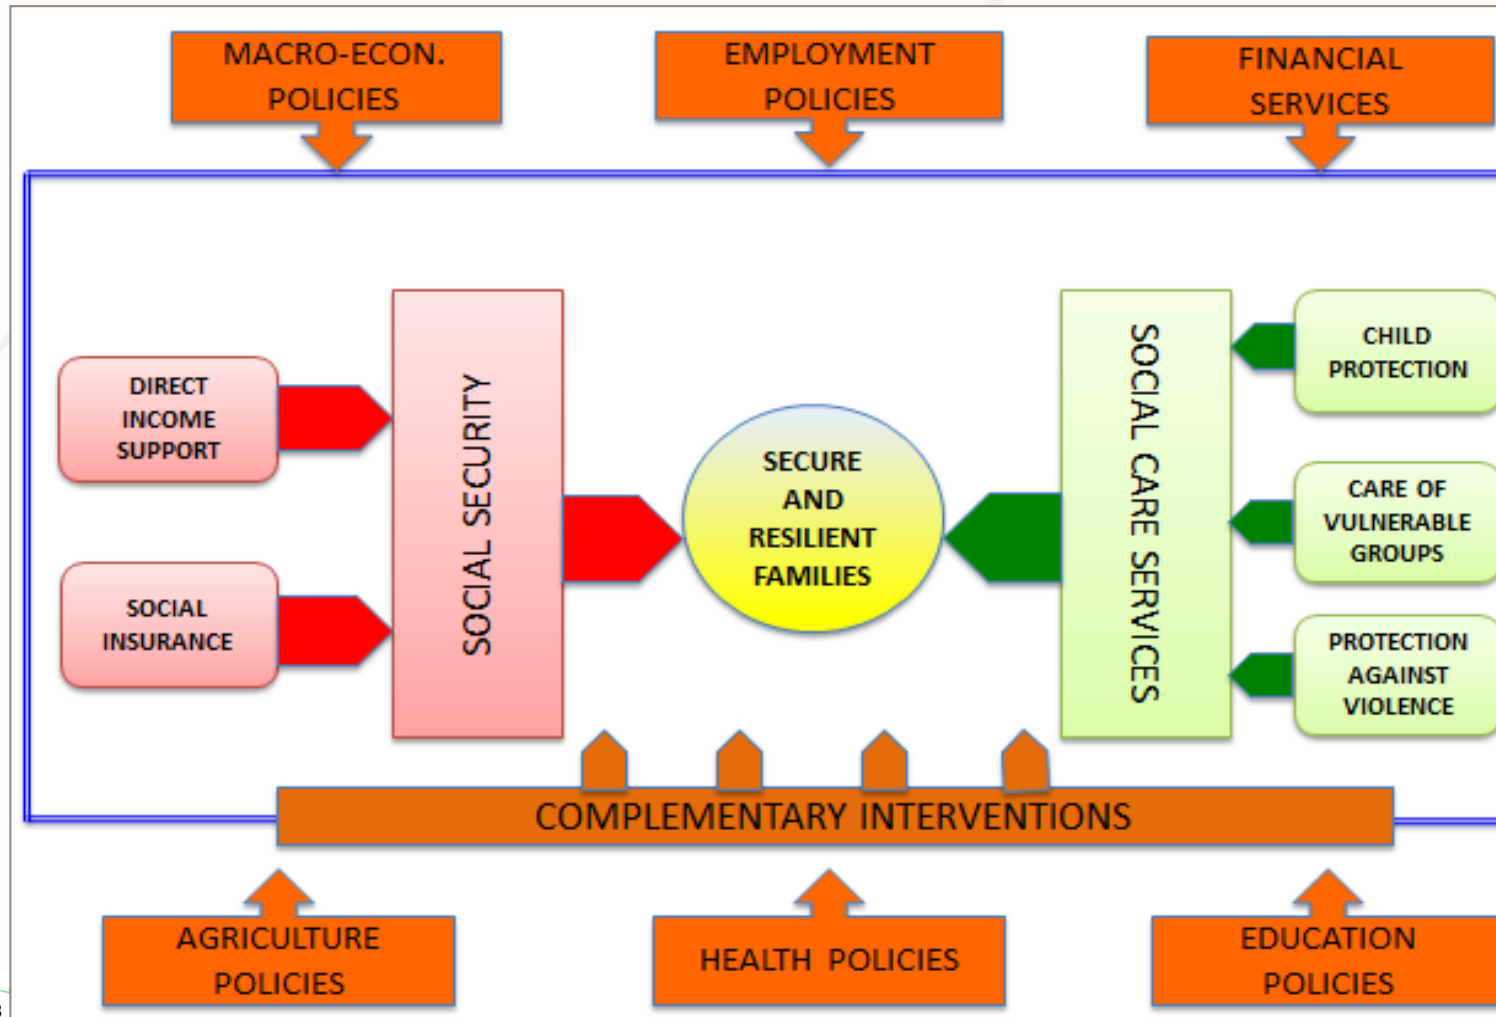 MACRO-ECON.
POLICIES
EMPLOYMENT
POLICIES
FINANCIAL
SERVICES
DIRECT
INCOME
SUPPORT
SOCIAL
INSURANCE
SOCIAL SECURITY
SECURE
AND
RESILIENT
FAMILIES
SOCIAL CARE SERVICES
CHILD
PROTECTION
CARE OF
VULNERABLE
GROUPS
PROTECTION
AGAINST
VIOLENCE
COMPLEMENTARY INTERVENTIONS
AGRICULTURE
POLICIES
HEALTH POLICIES
EDUCATION
POLICIES